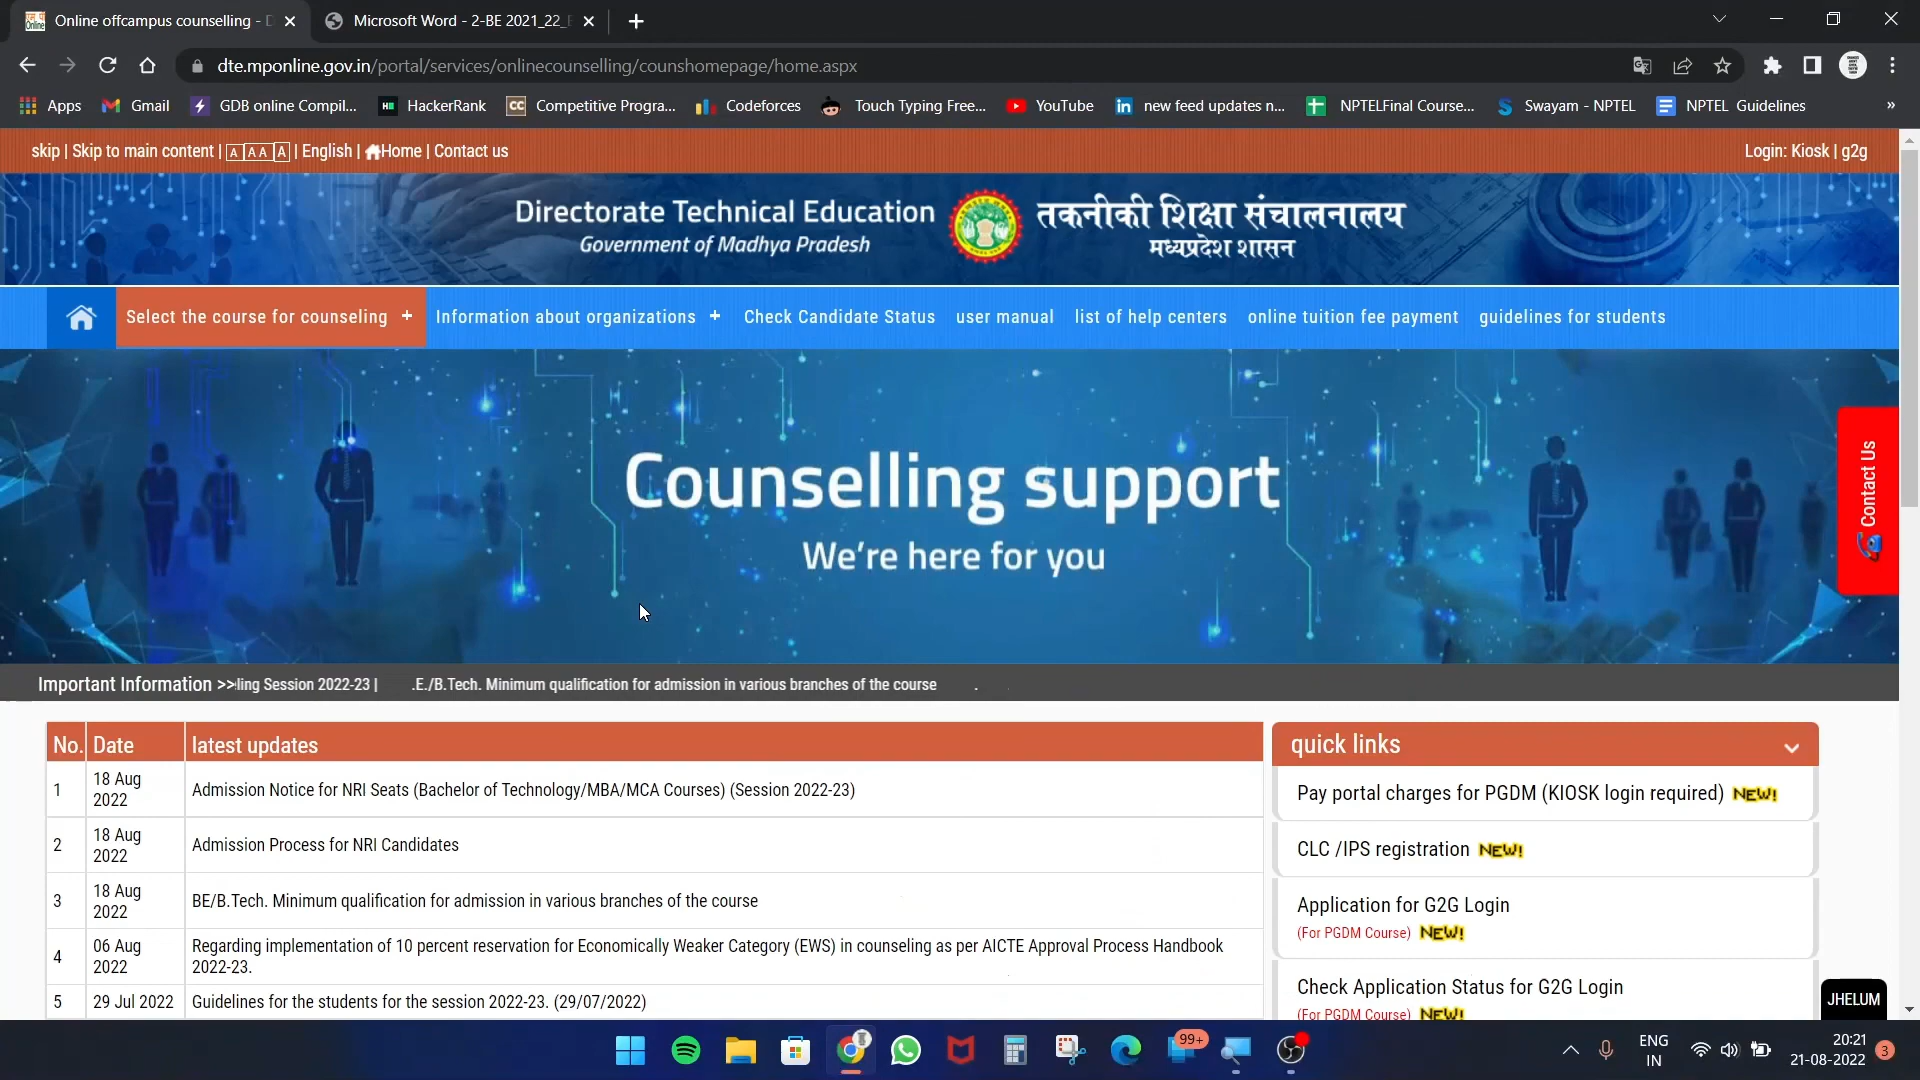 Online offcampus counselling - D
Microsoft Word - 2-BE 2021_22_E
dte.mponline.gov.in/portal/services/onlinecounselling/counshomepage/home.aspx
Apps Gmail GDB online Compil... HackerRank Competitive Progra... Codeforces Touch Typing Free... YouTube new feed updates n... NPTELFinal Course... Swayam - NPTEL NPTEL Guidelines »
skip | Skip to main content | A A A A | English | Home | Contact us
Login: Kiosk | g2g
Directorate Technical Education
Government of Madhya Pradesh
तकनीकी शिक्षा संचालनालय
मध्यप्रदेश शासन
Select the course for counseling + Information about organizations + Check Candidate Status user manual list of help centers online tuition fee payment guidelines for students
Counselling support
We're here for you
Contact Us
Important Information >> ling Session 2022-23 | .E./B.Tech. Minimum qualification for admission in various branches of the course
No. Date latest updates
1 18 Aug 2022 Admission Notice for NRI Seats (Bachelor of Technology/MBA/MCA Courses) (Session 2022-23)
2 18 Aug 2022 Admission Process for NRI Candidates
3 18 Aug 2022 BE/B.Tech. Minimum qualification for admission in various branches of the course
4 06 Aug 2022 Regarding implementation of 10 percent reservation for Economically Weaker Category (EWS) in counseling as per AICTE Approval Process Handbook
2022-23.
5 29 Jul 2022 Guidelines for the students for the session 2022-23. (29/07/2022)
quick links
Pay portal charges for PGDM (KIOSK login required) NEW!
CLC /IPS registration NEW!
Application for G2G Login
(For PGDM Course) NEW!
Check Application Status for G2G Login
(For PGDM Course) NEW!
JHELUM
99+
ENG
IN
20:21
21-08-2022
3